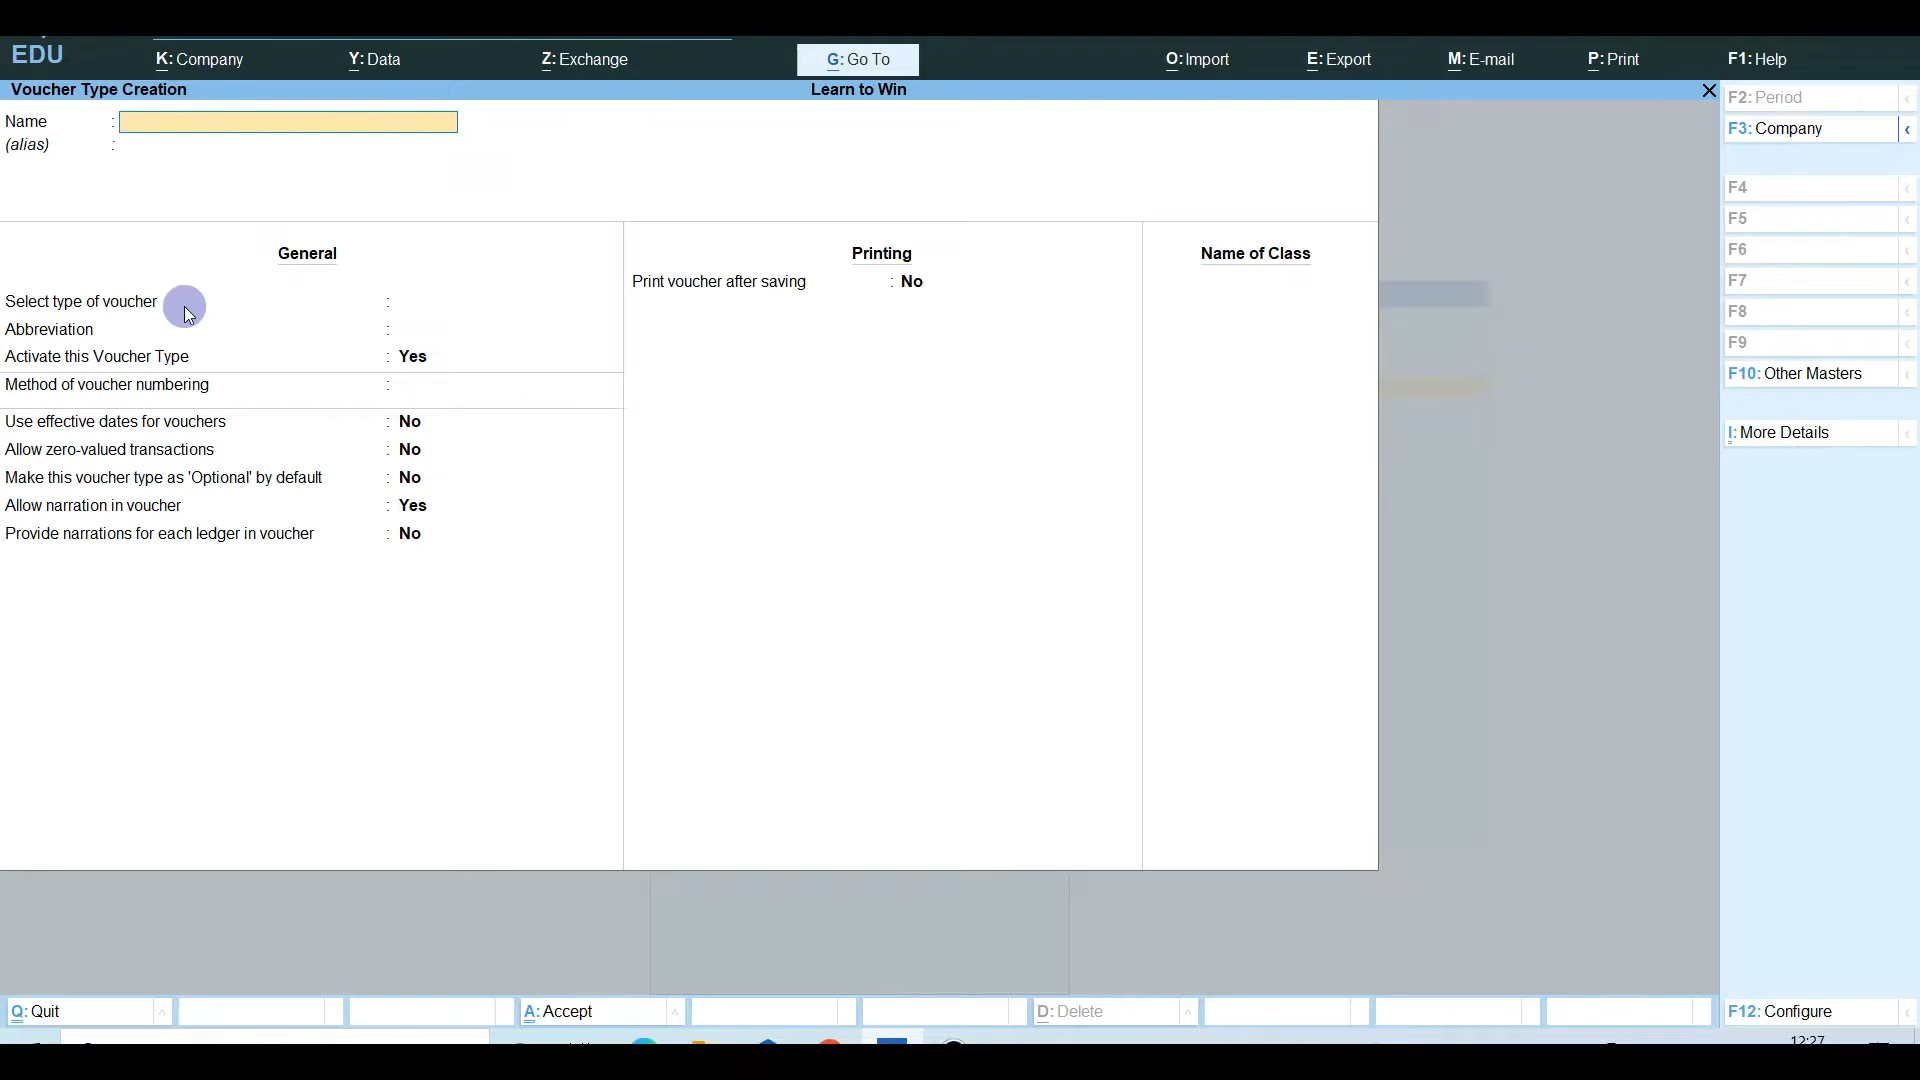 EDU
K: Company
Y: Data
Z: Exchange
G: Go To
O: Import
E: Export
M: E-mail
P: Print
F1: Help
Voucher Type Creation
Learn to Win
Name :
(alias) :
General
Select type of voucher :
Abbreviation :
Activate this Voucher Type : Yes
Method of voucher numbering :
Use effective dates for vouchers : No
Allow zero-valued transactions : No
Make this voucher type as 'Optional' by default : No
Allow narration in voucher : Yes
Provide narrations for each ledger in voucher : No
Printing
Print voucher after saving : No
Name of Class
F2: Period
F3: Company
F4
F5
F6
F7
F8
F9
F10: Other Masters
I: More Details
F12: Configure
Q: Quit
A: Accept
D: Delete
12:27